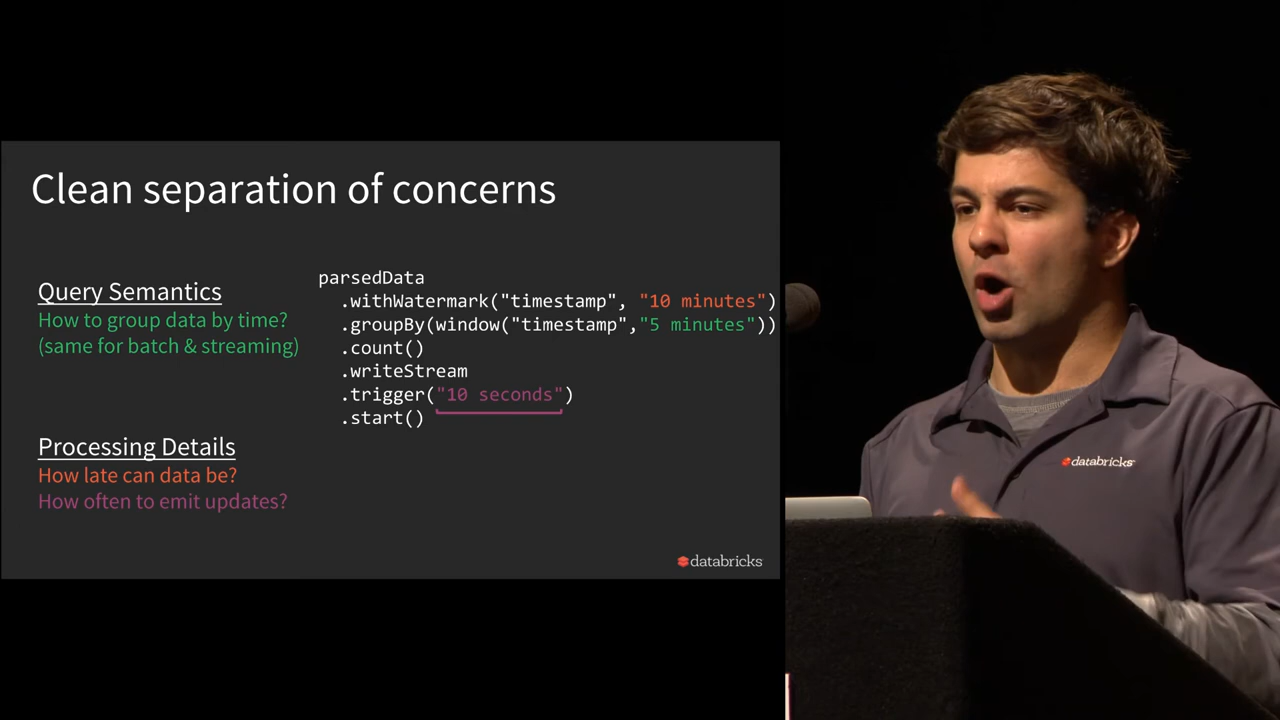 Clean separation of concerns
Query Semantics
How to group data by time?
(same for batch & streaming)
Processing Details
How late can data be?
How often to emit updates?
parsedData
.withWatermark("timestamp", "10 minutes")
.groupBy(window("timestamp","5 minutes"))
.count()
.writeStream
.trigger("10 seconds")
.start()
databricks
databricks